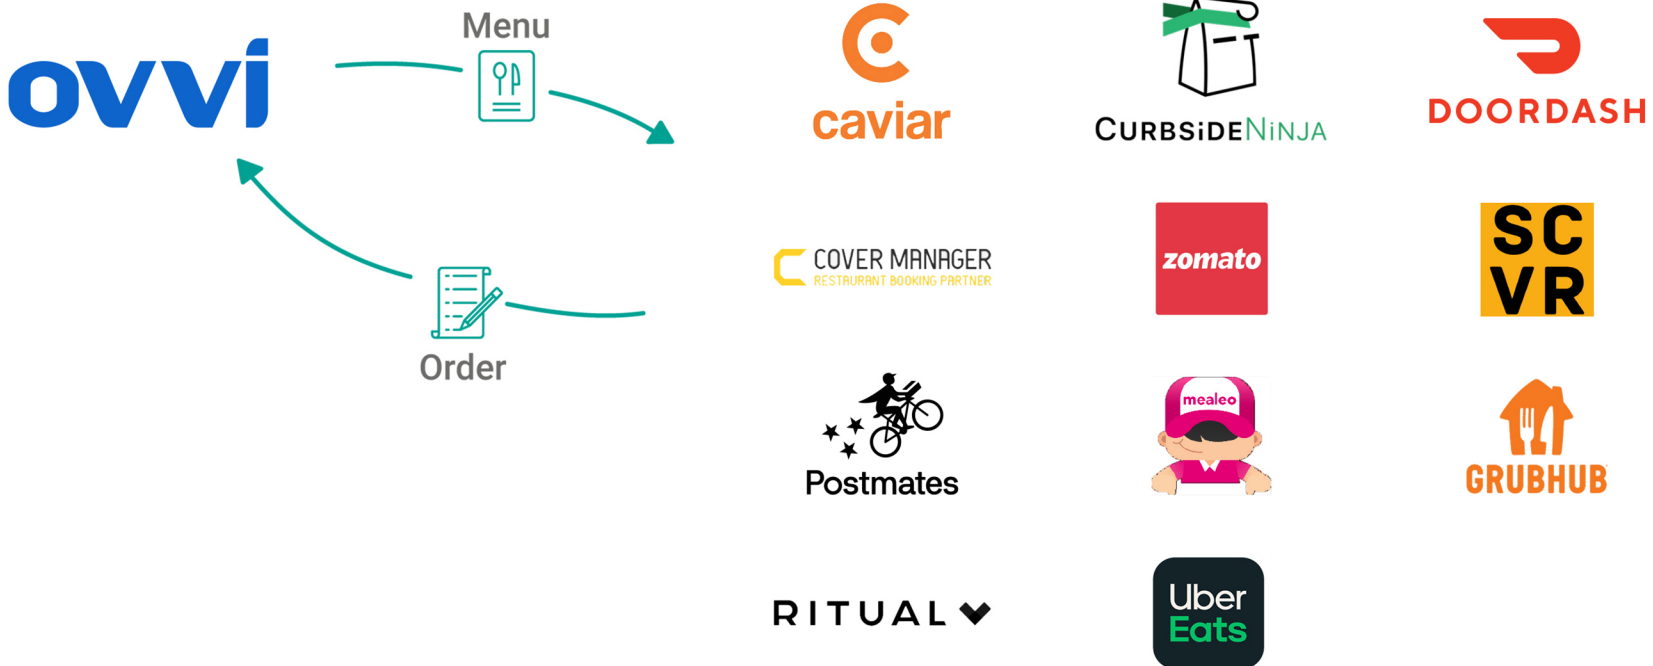 ovvi
Menu
Order
caviar
CURBSiDENiNJA
DOORDASH
COVER MANAGER
RESTAURANT BOOKING PARTNER
zomato
SC
VR
Postmates
mealeo
GRUBHUB
RITUAL
Uber
Eats